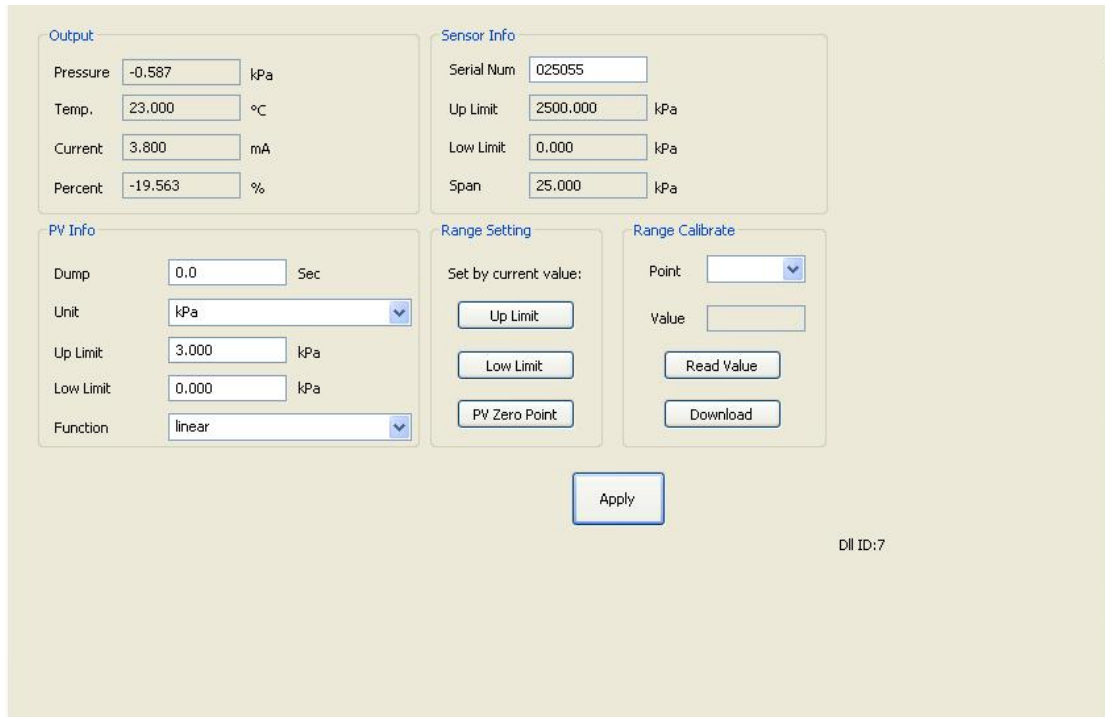 Output
Pressure -0.587 kPa
Temp. 23.000 °C
Current 3.800 mA
Percent -19.563 %
Sensor Info
Serial Num 025055
Up Limit 2500.000 kPa
Low Limit 0.000 kPa
Span 25.000 kPa
PV Info
Dump 0.0 Sec
Unit kPa
Up Limit 3.000 kPa
Low Limit 0.000 kPa
Function linear
Range Setting
Set by current value:
Up Limit
Low Limit
PV Zero Point
Range Calibrate
Point
Value
Read Value
Download
Apply
Dll ID:7